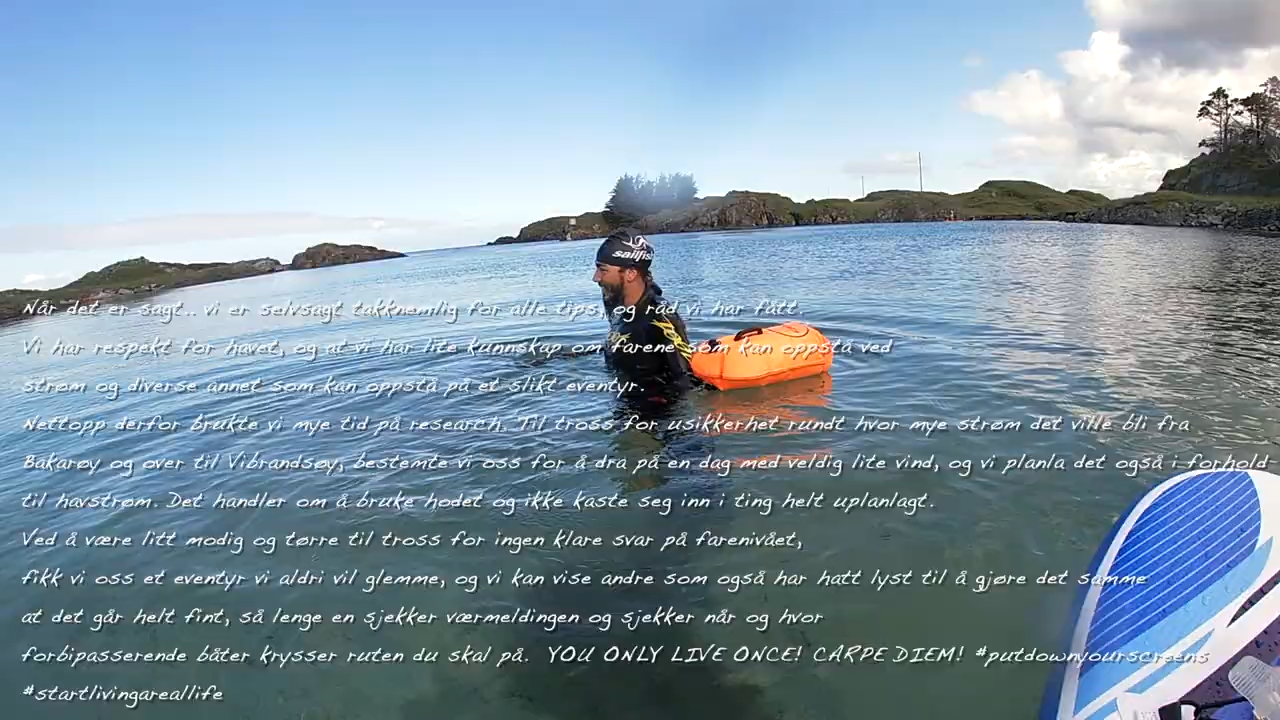 sailfish
Når det er sagt.. vi er selvsagt takknemlig for alle tips, og råd vi har fått.
Vi har respekt for havet, og at vi har lite kunnskap om farene som kan oppstå ved
strøm og diverse annet som kan oppstå på et slikt eventyr.
Nettopp derfor brukte vi mye tid på research. Til tross for usikkerhet rundt hvor mye strøm det ville bli fra
Bakarøy og over til Vibrandsøy, bestemte vi oss for å dra på en dag med veldig lite vind, og vi planla det også i forhold
til havstrøm. Det handler om å bruke hodet og ikke kaste seg inn i ting helt uplanlagt.
Ved å være litt modig og tørre til tross for ingen klare svar på farenivået,
fikk vi oss et eventyr vi aldri vil glemme, og vi kan vise andre som også har hatt lyst til å gjøre det samme
at det går helt fint, så lenge en sjekker værmeldingen og sjekker når og hvor
forbipasserende båter krysser ruten du skal på. YOU ONLY LIVE ONCE! CARPE DIEM! #putdownyourscreens
#startlivingareallife